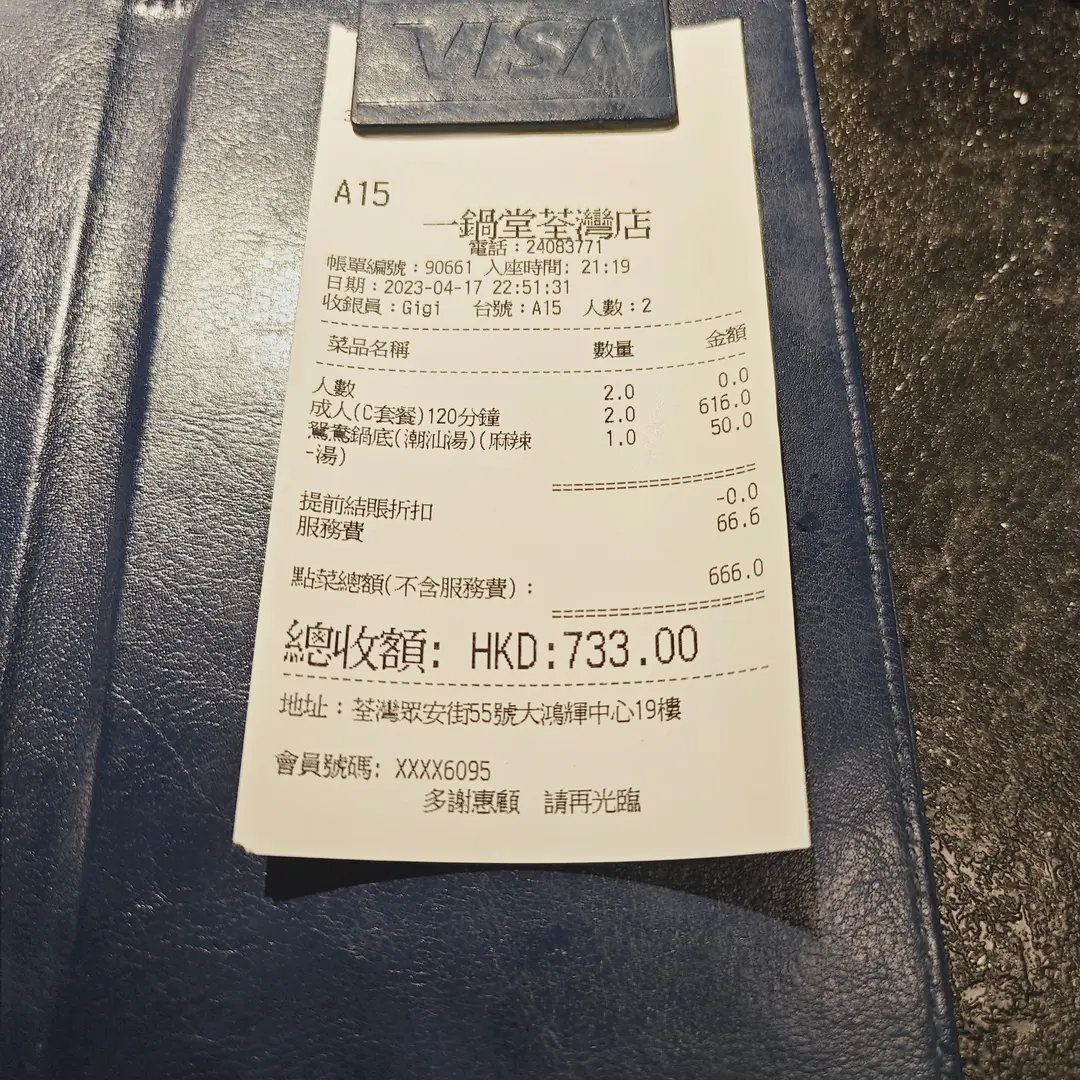 VISA
A15
一鍋堂荃灣店
電話：24083771
帳單編號：90661 入座時間: 21:19
日期：2023-04-17 22:51:31
收銀員：Gigi 台號：A15 人數：2
菜品名稱 數量 金額
人數 2.0 0.0
成人(C套餐)120分鐘 2.0 616.0
鴛鴦鍋底(潮汕湯)(麻辣 1.0 50.0
-湯)
提前結賬折扣 -0.0
服務費 66.6
點菜總額(不含服務費)： 666.0
總收額: HKD:733.00
地址：荃灣眾安街55號大鴻輝中心19樓
會員號碼: XXXX6095
多謝惠顧 請再光臨